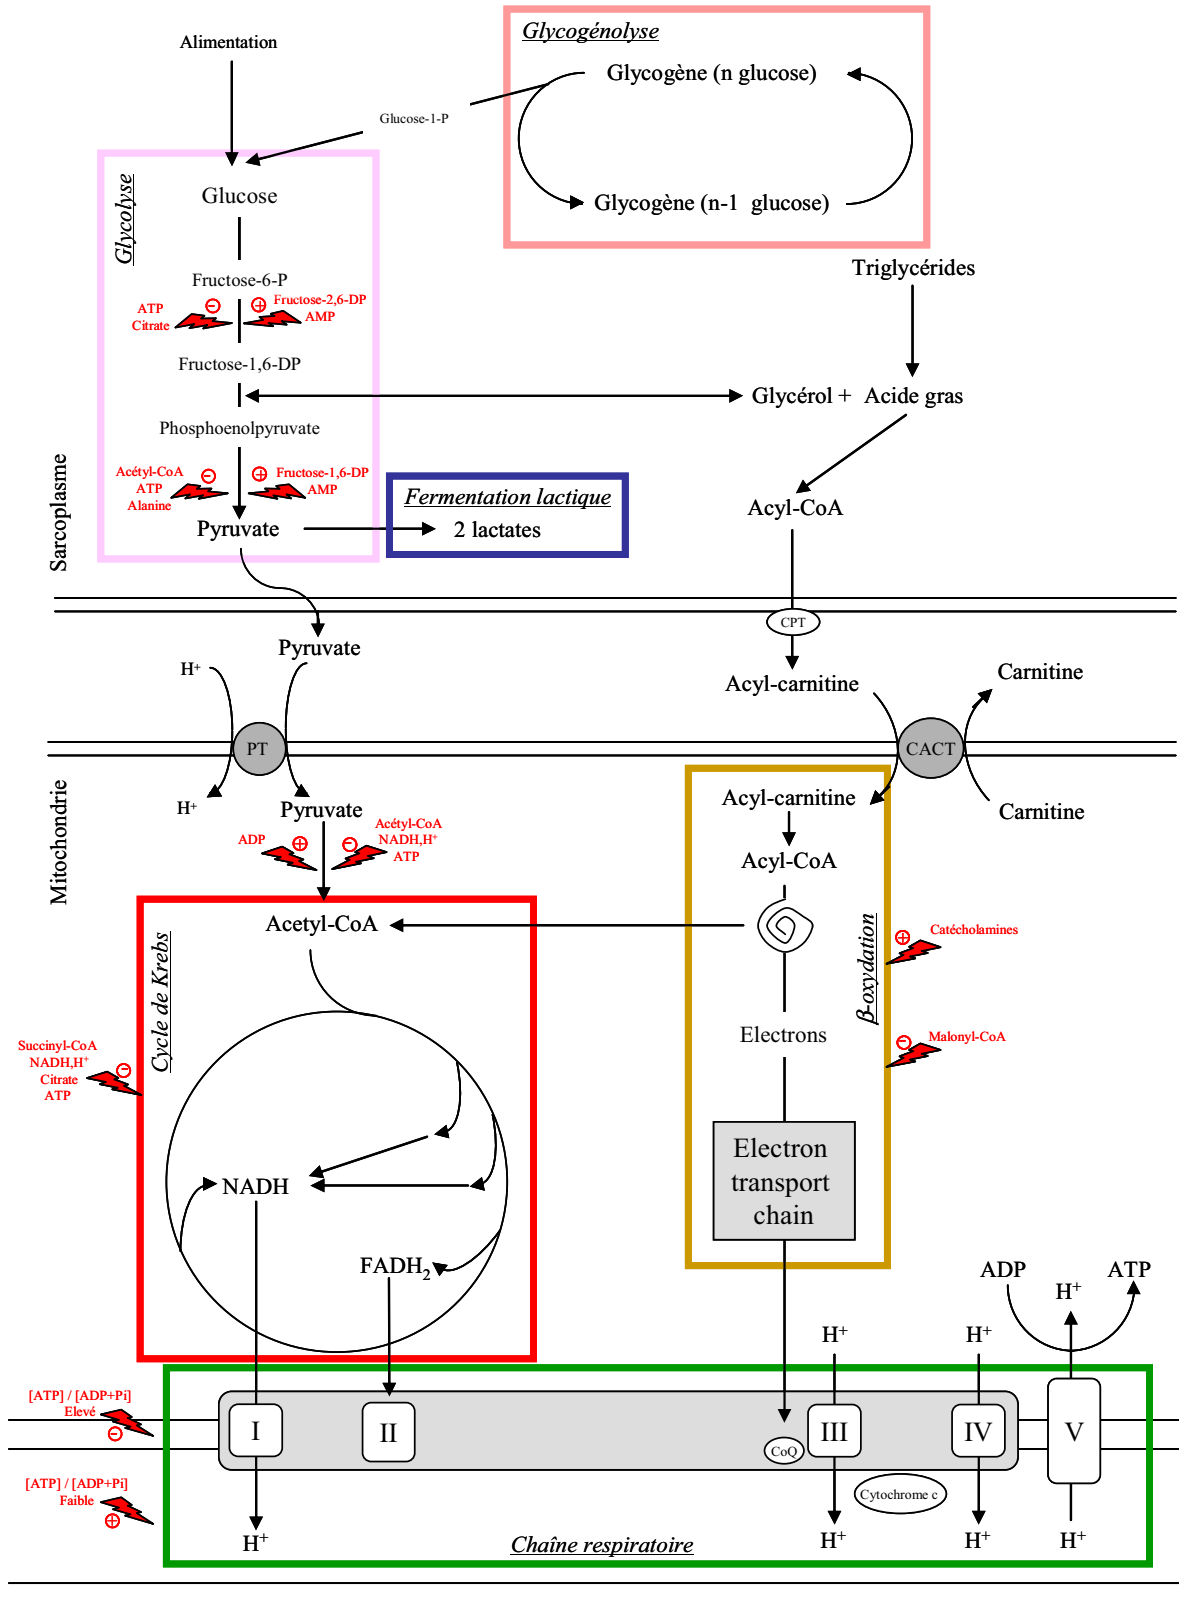 Alimentation
Glycogénolyse
Glycogène (n glucose)
Glucose-1-P
Glycogène (n-1 glucose)
Glycolyse
Glucose
Fructose-6-P
ATP
Citrate
-
+
Fructose-2,6-DP
AMP
Fructose-1,6-DP
Triglycérides
Glycérol + Acide gras
Phosphoenolpyruvate
Acétyl-CoA
ATP
Alanine
-
+
Fructose-1,6-DP
AMP
Pyruvate
Fermentation lactique
2 lactates
Acyl-CoA
Sarcoplasme
CPT
Pyruvate
H+
Acyl-carnitine
Carnitine
PT
CACT
H+
Pyruvate
Acyl-carnitine
Carnitine
Mitochondrie
ADP
+
-
Acétyl-CoA
NADH,H+
ATP
Acyl-CoA
Acetyl-CoA
Cycle de Krebs
β-oxydation
+
Catécholamines
Electrons
-
Malonyl-CoA
Succinyl-CoA
NADH,H+
Citrate
ATP
-
Electron
transport
chain
NADH
FADH2
ADP
H+
ATP
H+
H+
[ATP] / [ADP+Pi]
Elevé
-
I
II
CoQ
III
IV
V
[ATP] / [ADP+Pi]
Faible
+
Cytochrome c
H+
H+
H+
H+
Chaîne respiratoire